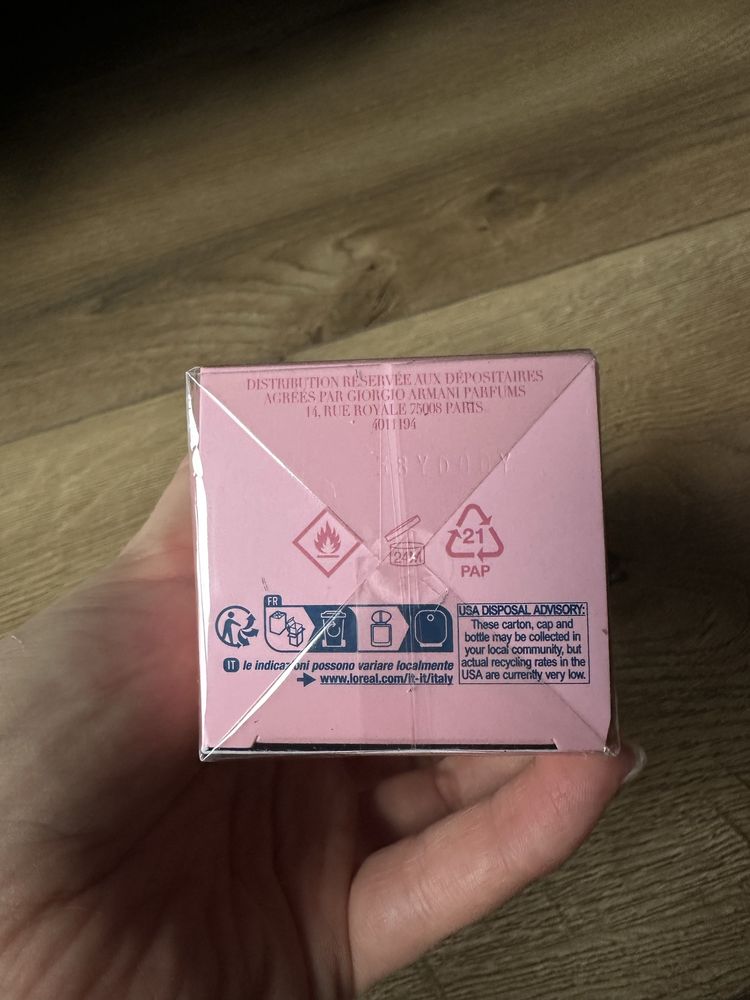 DISTRIBUTION RÉSERVÉE AUX DÉPOSITAIRES
AGRÉÉS PAR GIORGIO ARMANI PARFUMS
14, RUE ROYALE 75008 PARIS
4011194
24M
21
PAP
FR
USA DISPOSAL ADVISORY:
These carton, cap and
bottle may be collected in
your local community, but
actual recycling rates in the
USA are currently very low.
IT le indicazioni possono variare localmente
www.loreal.com/it-it/italy